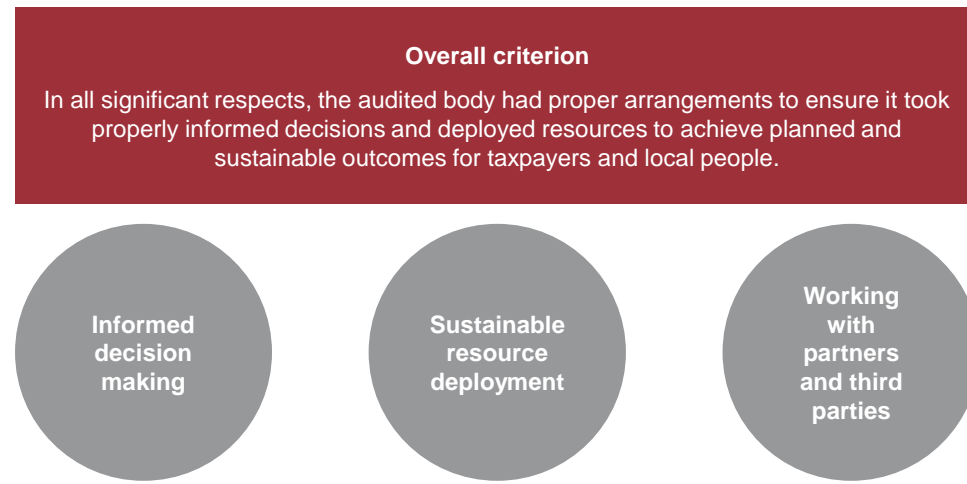 Overall criterion
In all significant respects, the audited body had proper arrangements to ensure it took
properly informed decisions and deployed resources to achieve planned and
sustainable outcomes for taxpayers and local people.
Informed
decision
making
Sustainable
resource
deployment
Working
with
partners
and third
parties